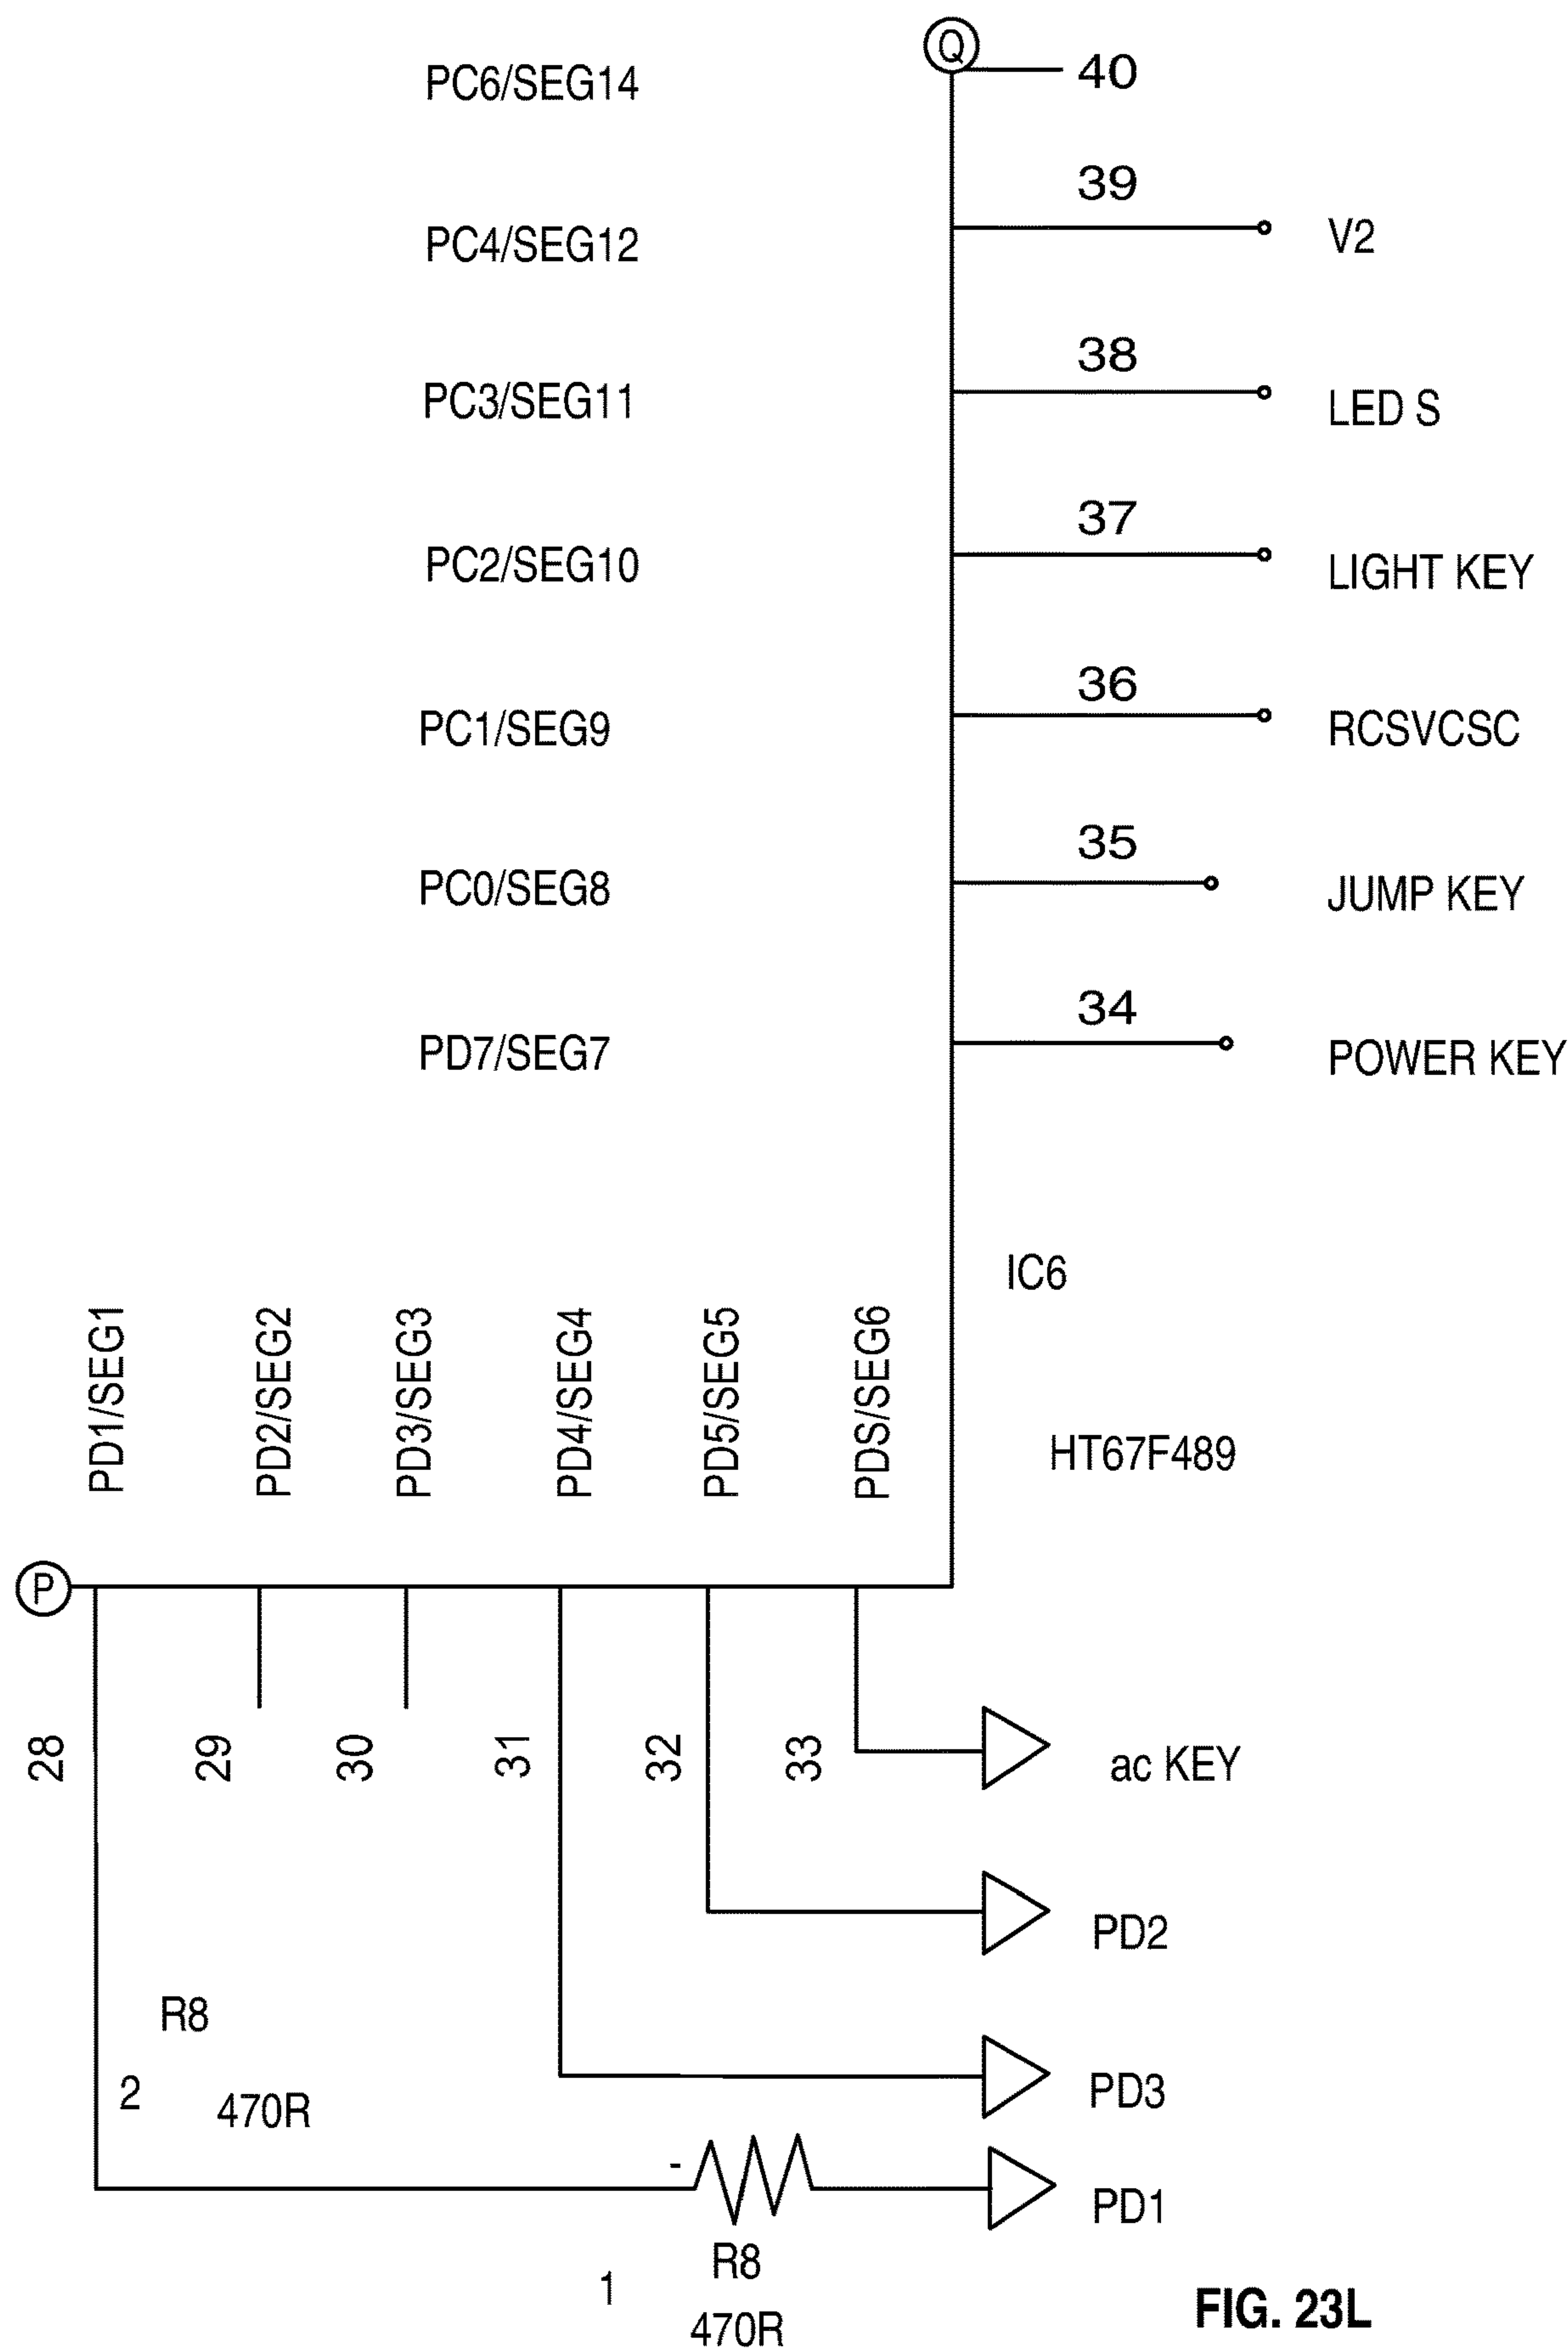 Q
PC6/SEG14 40
39
PC4/SEG12 V2
38
PC3/SEG11 LED S
37
PC2/SEG10 LIGHT KEY
36
PC1/SEG9 RCSVCSC
35
PC0/SEG8 JUMP KEY
34
PD7/SEG7 POWER KEY
IC6
PD1/SEG1
PD2/SEG2
PD3/SEG3
PD4/SEG4
PD5/SEG5
PDS/SEG6
HT67F489
P
28
29
30
31
32
33
ac KEY
PD2
R8
2
470R
PD3
-
PD1
R8
1
470R
FIG. 23L